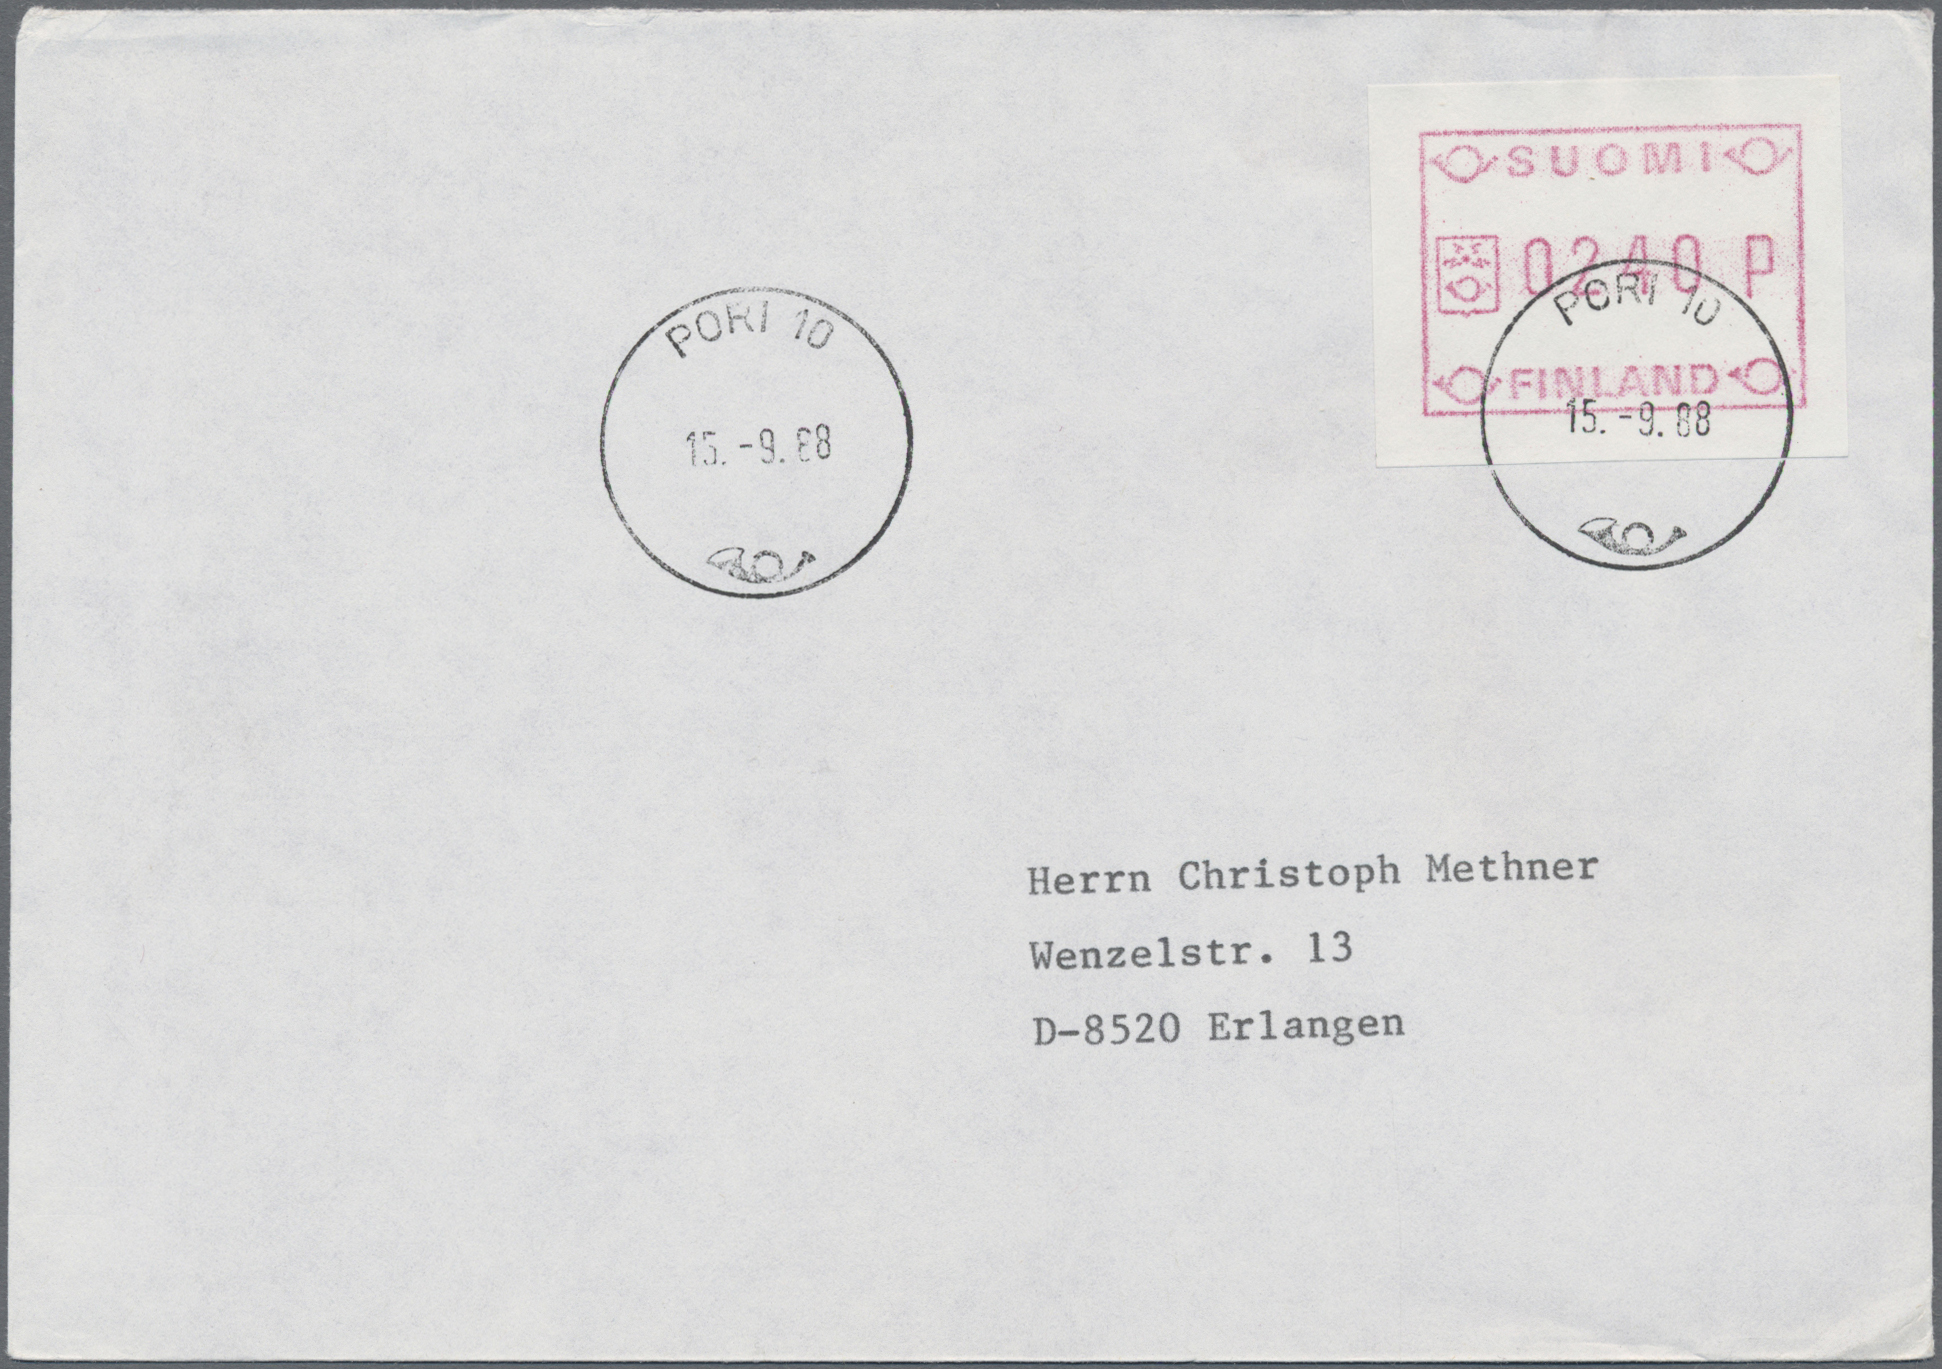 SUOMI
0240 P
FINLAND
PORI 10
15.-9.88
PORI 10
15.-9.88
Herrn Christoph Methner
Wenzelstr. 13
D-8520 Erlangen